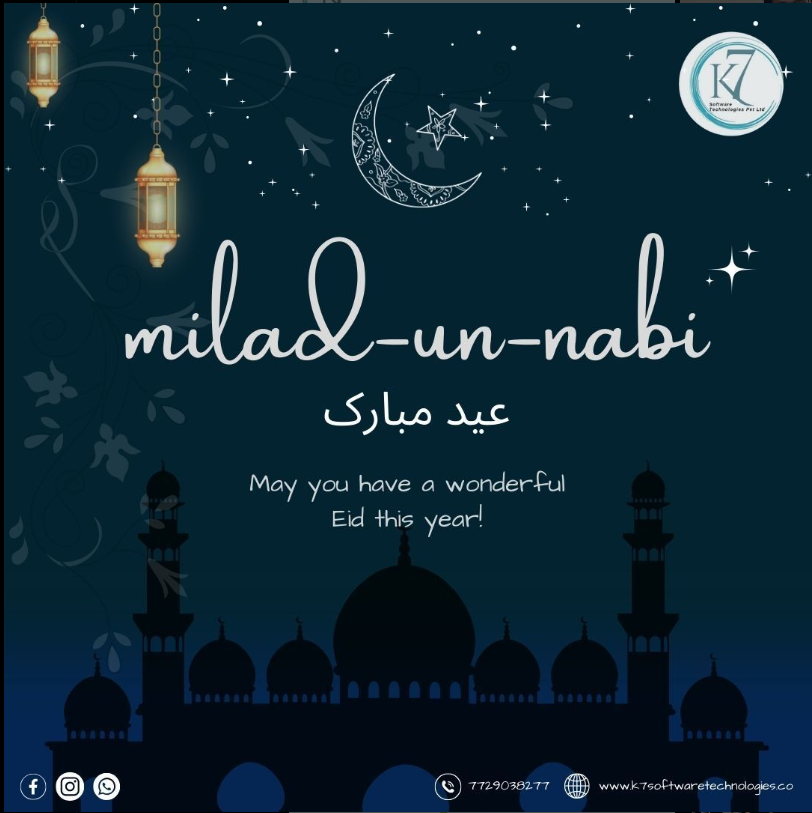 K7
Software
Technologies Pvt Ltd
milad-un-nabi
عید مبارک
May you have a wonderful
Eid this year!
7729038277
www.k7softwaretechnologies.co